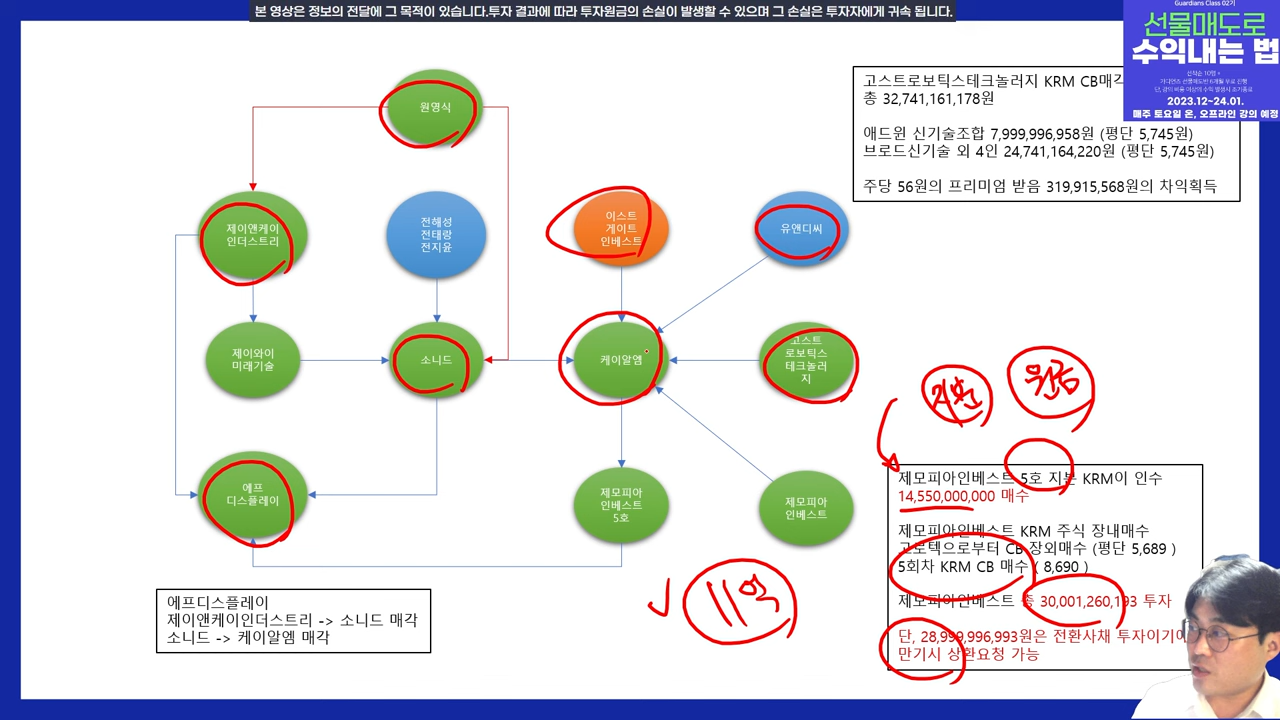 본 영상은 정보의 전달에 그 목적이 있습니다.투자 결과에 따라 투자원금의 손실이 발생할 수 있으며 그 손실은 투자자에게 귀속 됩니다.
Guardians Class 02기
선물매도로
수익내는 법
2023.12~24.01.
매주 토요일 온, 오프라인 강의 예정
고스트로보틱스테크놀러지 KRM CB매각
총 32,741,161,178원
애드윈 신기술조합 7,999,996,958원 (평단 5,745원)
브로드신기술 외 4인 24,741,164,220원 (평단 5,745원)
주당 56원의 프리미엄 받음 319,915,568원의 차익획득
원영식
제이앤케이
인더스트리
전해성
전태랑
전지윤
이스트
게이트
인베스트
유앤디씨
제이와이
미래기술
소니드
케이알엠
고스트
로보틱스
테크놀러
지
에프
디스플레이
제모피아
인베스트
5호
제모피아
인베스트
에프디스플레이
제이앤케이인더스트리 -> 소니드 매각
소니드 -> 케이알엠 매각
제모피아인베스트 5호 지분 KRM이 인수
14,550,000,000 매수
제모피아인베스트 KRM 주식 장내매수
고로텍으로부터 CB 장외매수 (평단 5,689 )
5회차 KRM CB 매수 ( 8,690 )
제모피아인베스트 총 30,001,260,193 투자
단, 28,999,996,993은 전환사채 투자이기에
만기시 상환요청 가능
11억